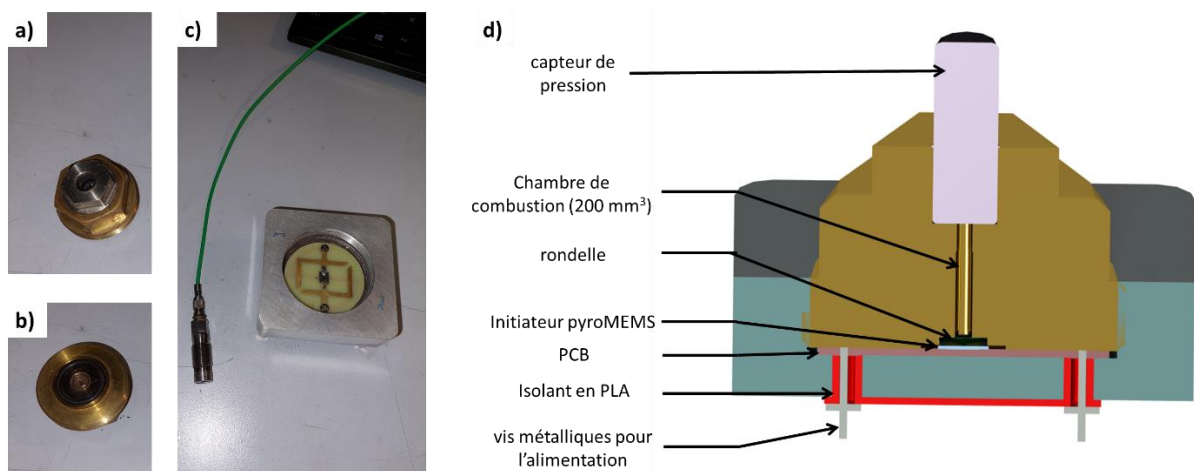 a)
b)
c)
d)
capteur de
pression
Chambre de
combustion (200 mm³)
rondelle
Initiateur pyroMEMS
PCB
Isolant en PLA
vis métalliques pour
l'alimentation